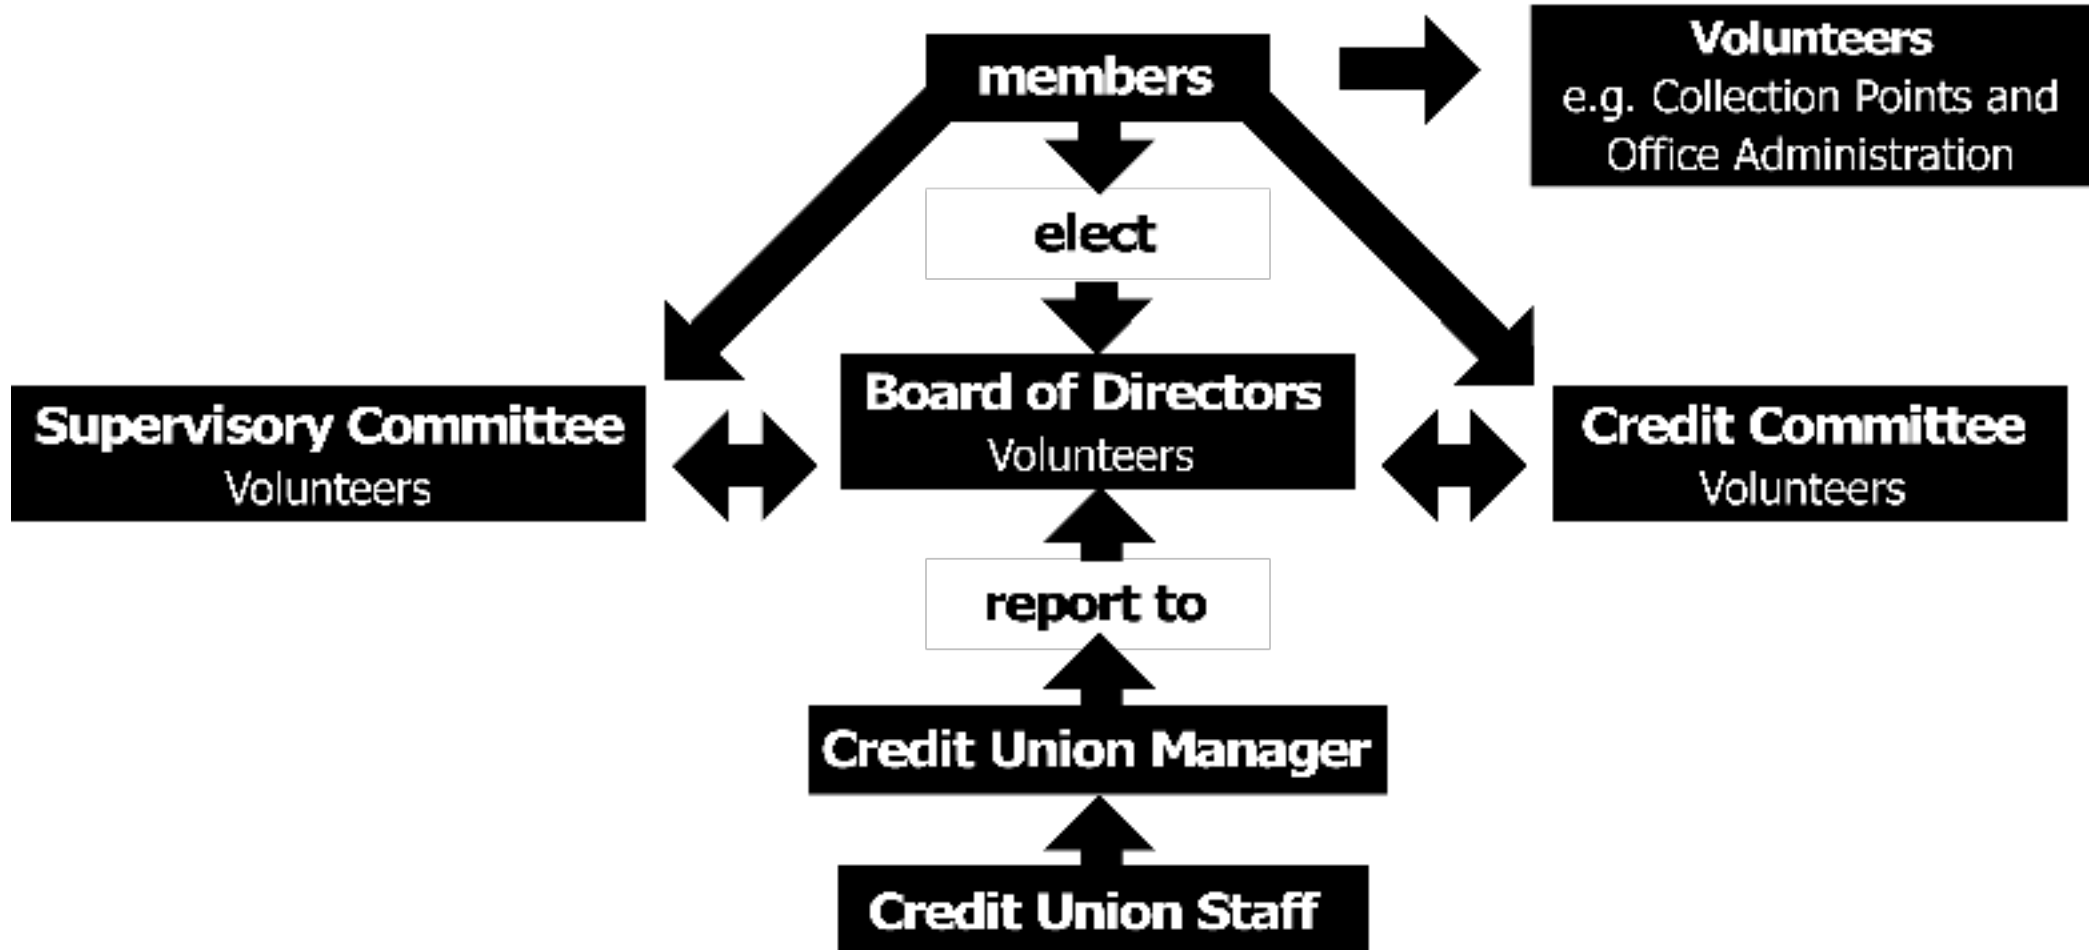 members
Volunteers
e.g. Collection Points and
Office Administration
elect
Supervisory Committee
Volunteers
Board of Directors
Volunteers
Credit Committee
Volunteers
report to
Credit Union Manager
Credit Union Staff